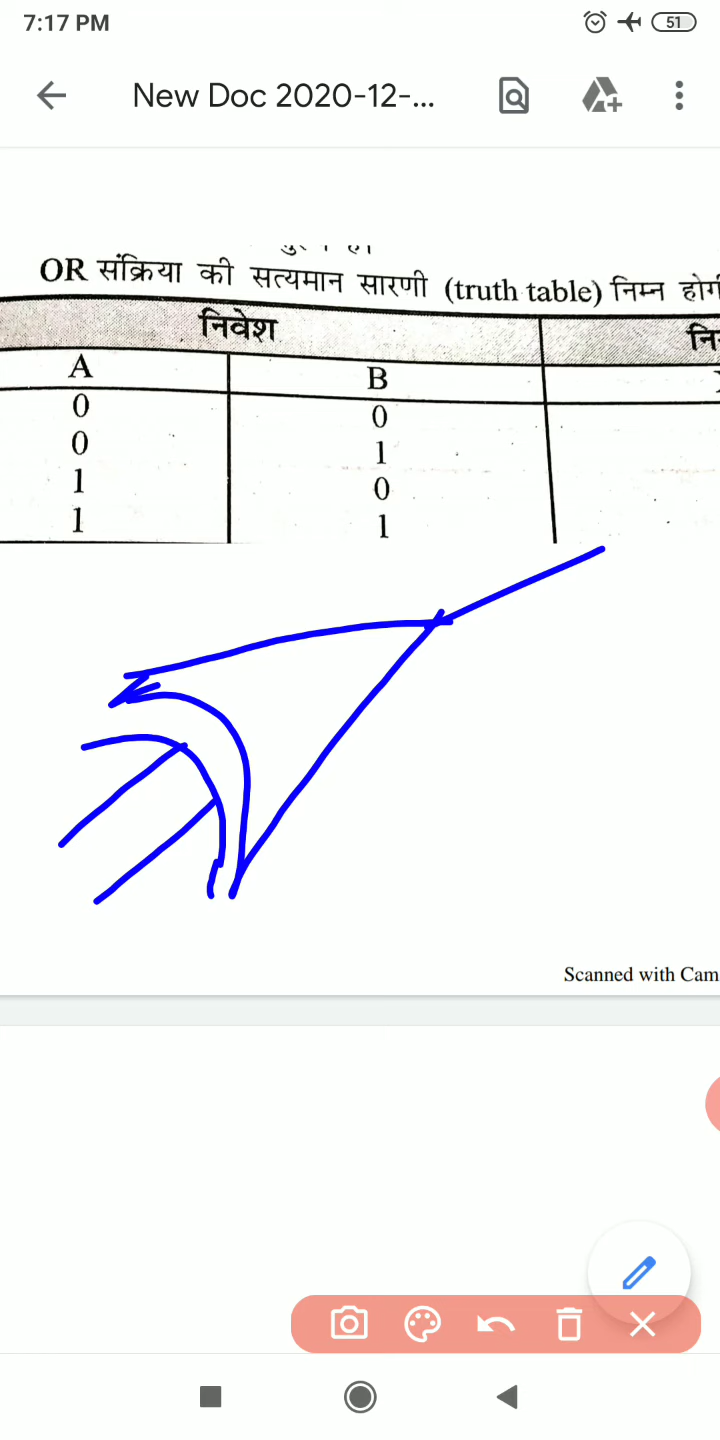 7:17 PM
51
New Doc 2020-12-...
OR संक्रिया की सत्यमान सारणी (truth table) निम्न
निवेश
A B
0 0
0 1
1 0
1 1
Scanned with Cam